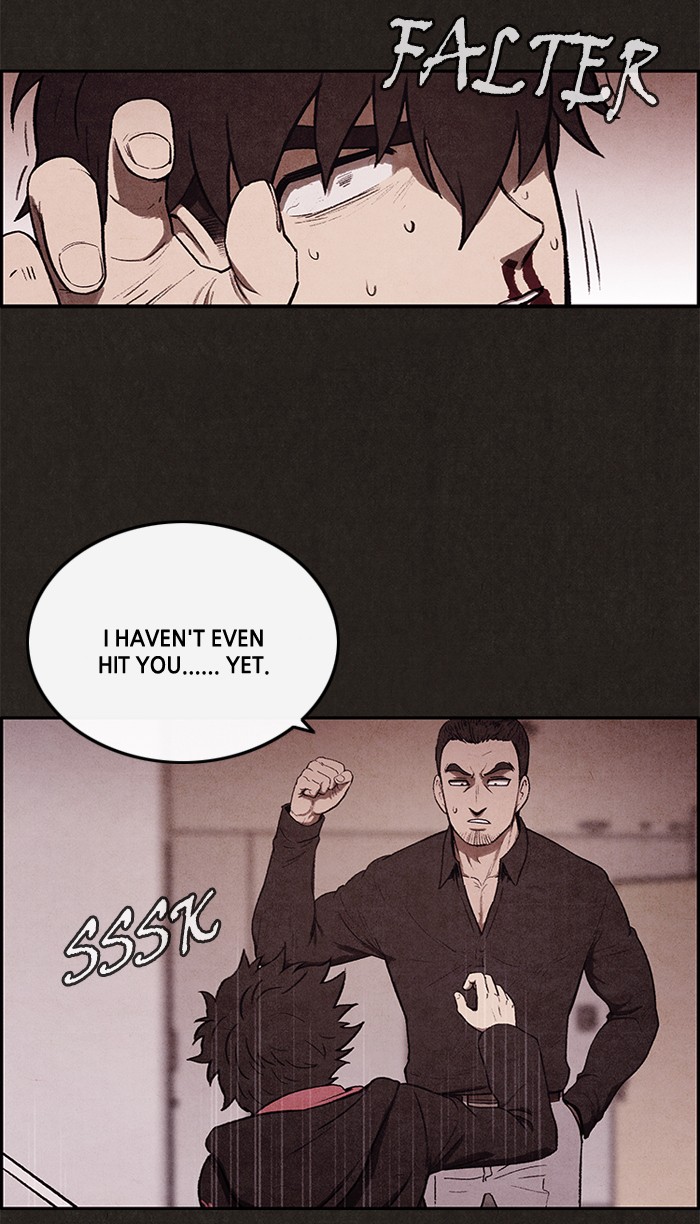 FALTER
I HAVEN'T EVEN
HIT YOU...... YET.
SSSK